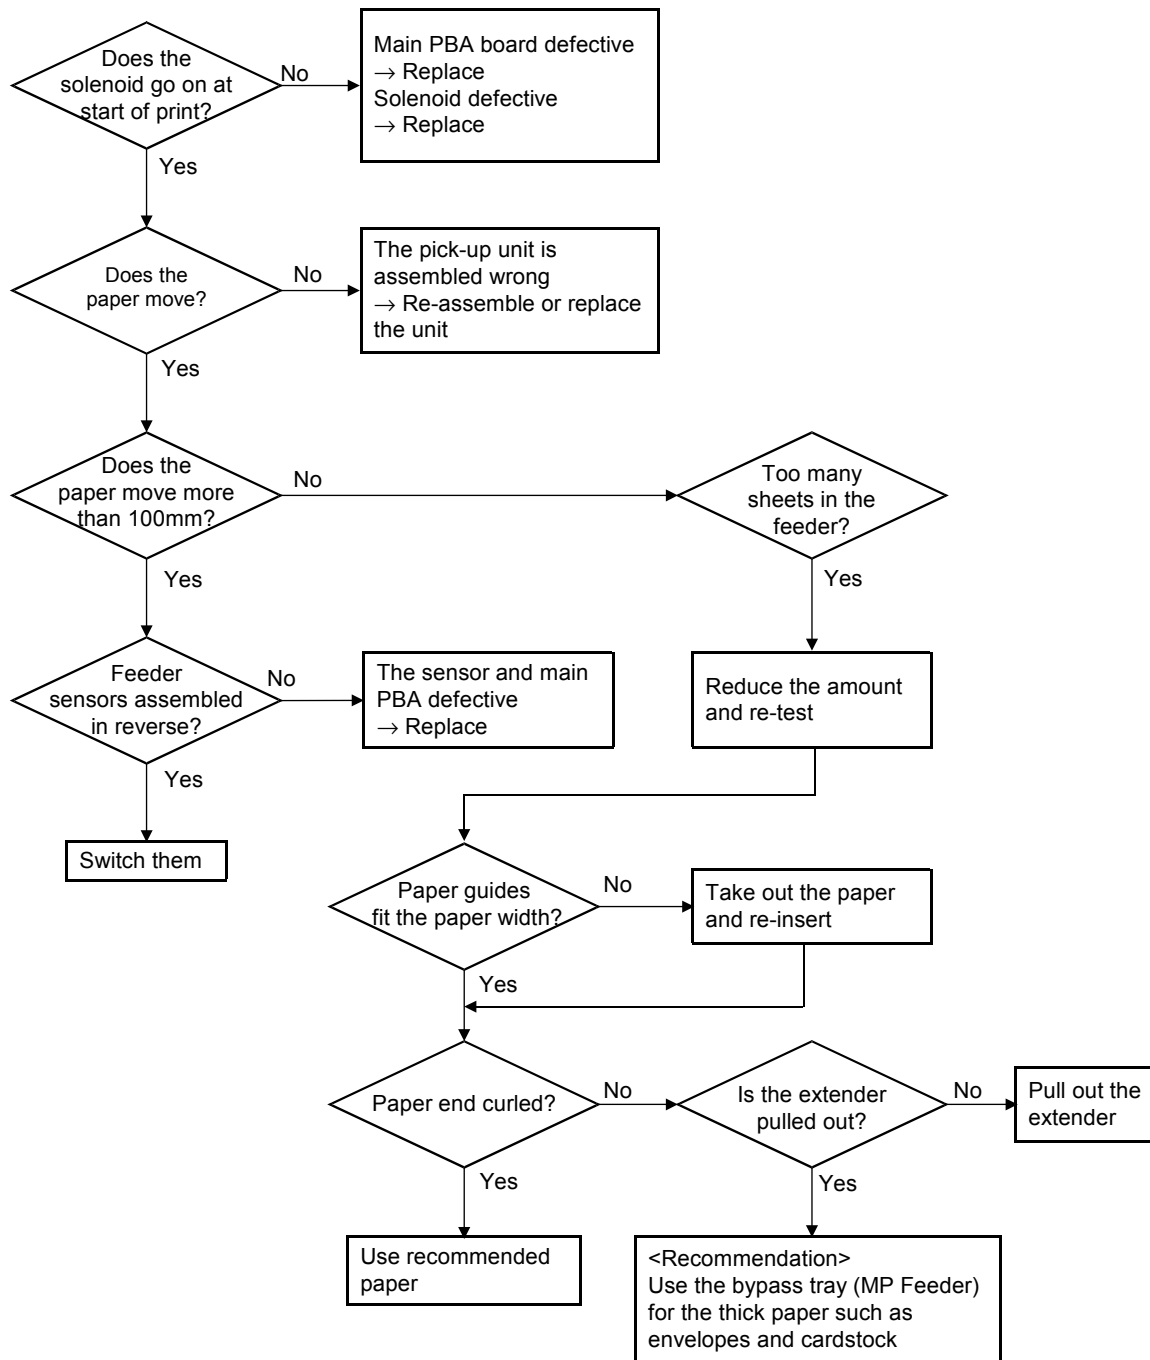 Does the
solenoid go on at
start of print?
No
Main PBA board defective
→ Replace
Solenoid defective
→ Replace
Yes
Does the
paper move?
No
The pick-up unit is
assembled wrong
→ Re-assemble or replace
the unit
Yes
Does the
paper move more
than 100mm?
No
Too many
sheets in the
feeder?
Yes
Yes
Feeder
sensors assembled
in reverse?
No
The sensor and main
PBA defective
→ Replace
Reduce the amount
and re-test
Yes
Switch them
Paper guides
fit the paper width?
No
Take out the paper
and re-insert
Yes
Paper end curled?
No
Is the extender
pulled out?
No
Pull out the
extender
Yes
Yes
Use recommended
paper
<Recommendation>
Use the bypass tray (MP Feeder)
for the thick paper such as
envelopes and cardstock